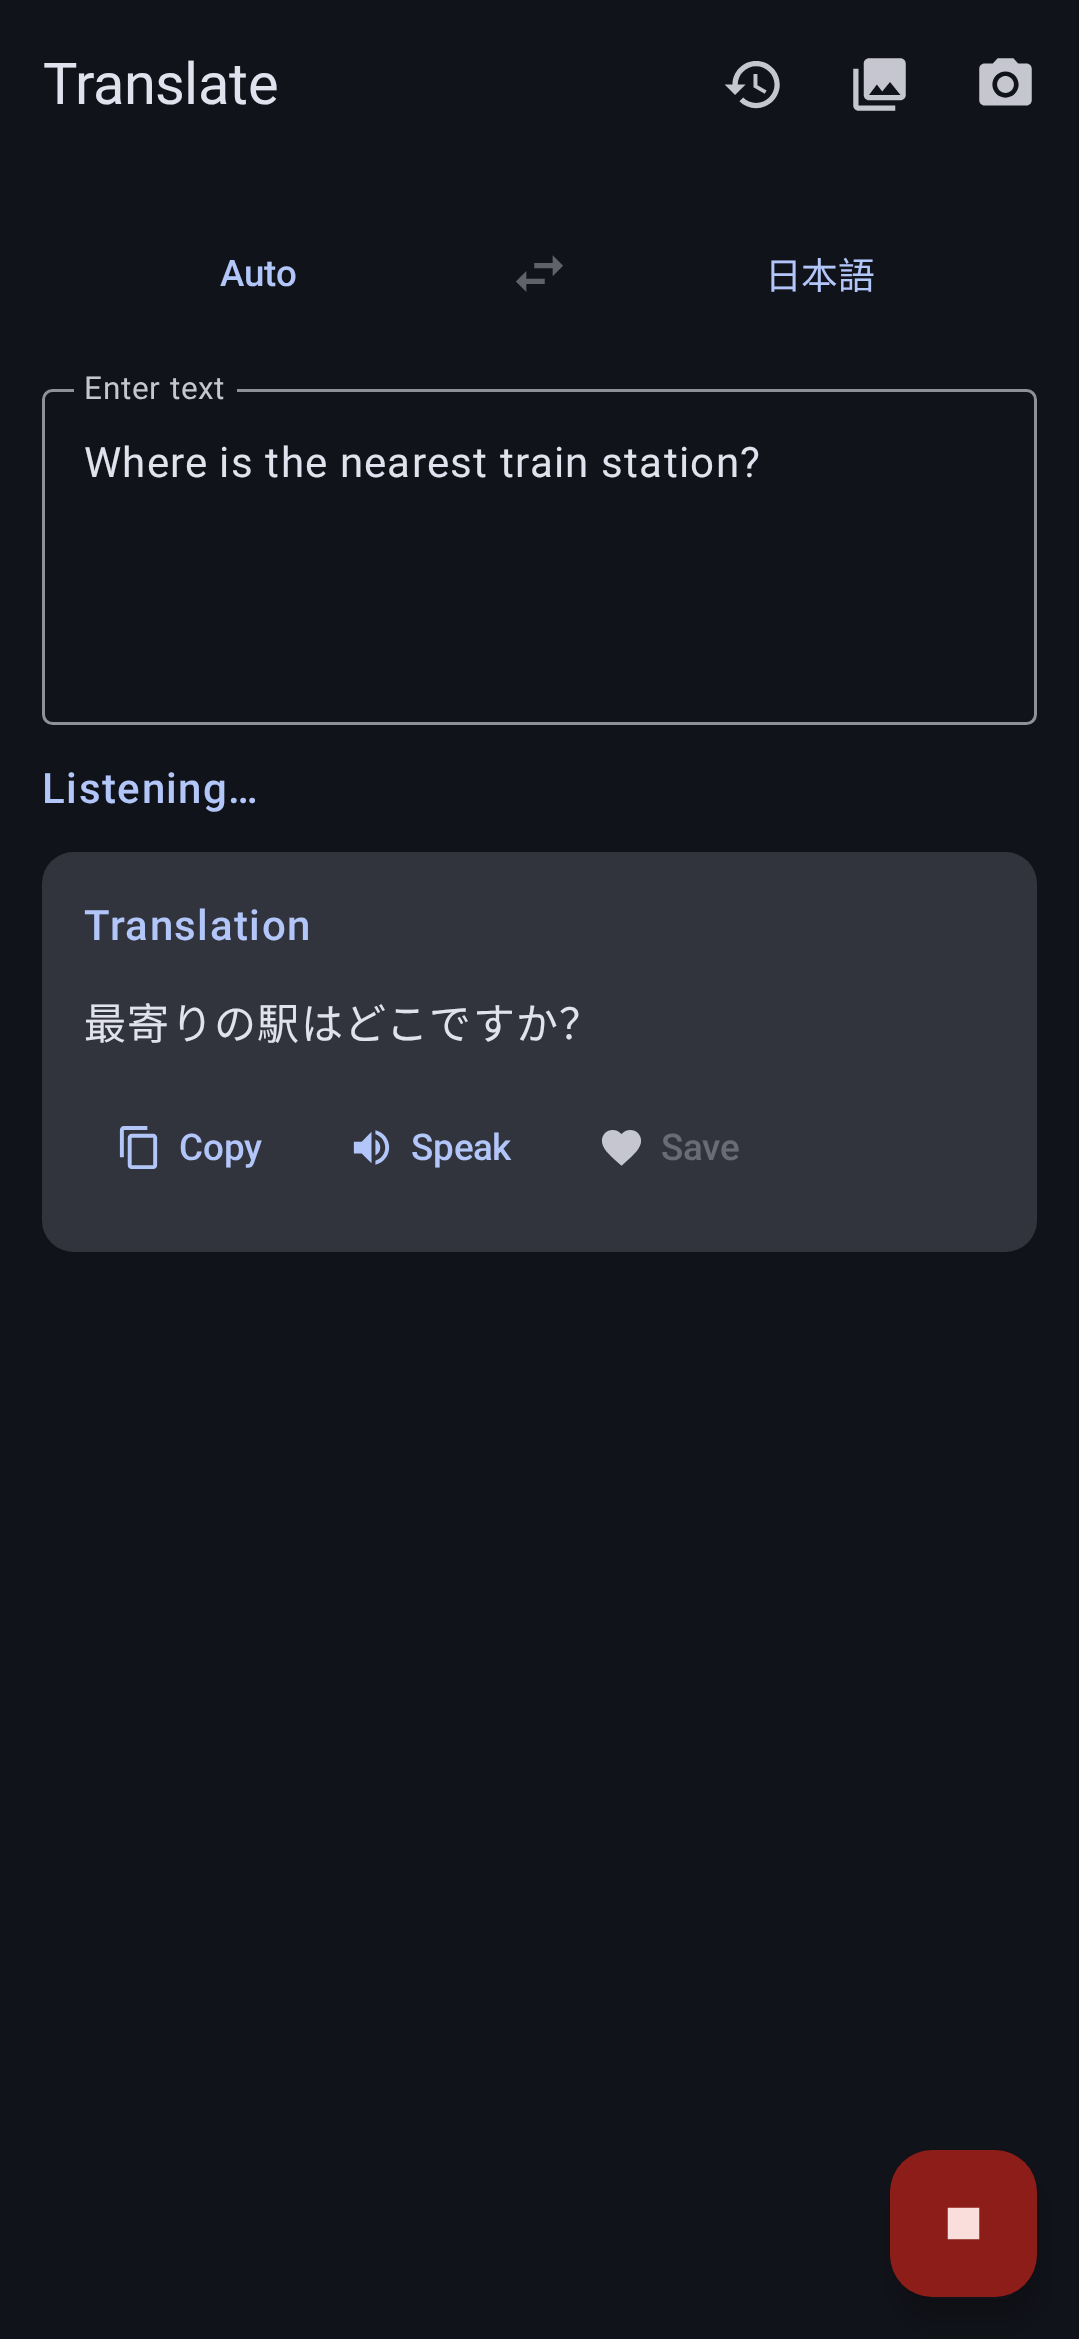 Translate
Auto
日本語
Enter text
Where is the nearest train station?
Listening…
Translation
最寄りの駅はどこですか？
Copy
Speak
Save